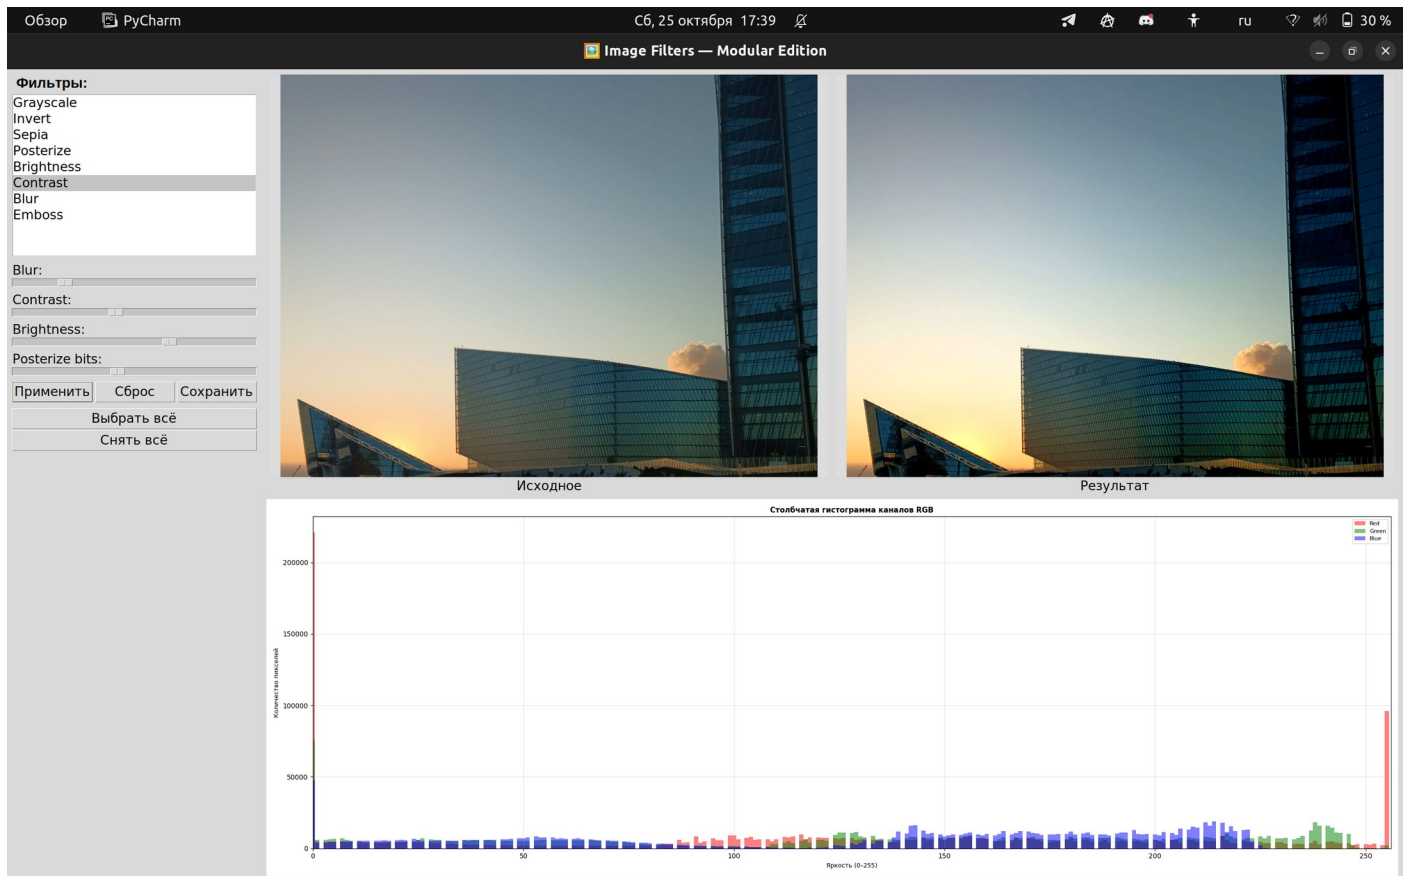 Обзор PyCharm Сб, 25 октября 17:39 ru 30 %
Image Filters — Modular Edition
Фильтры:
Grayscale
Invert
Sepia
Posterize
Brightness
Contrast
Blur
Emboss
Blur:
Contrast:
Brightness:
Posterize bits:
Применить Сброс Сохранить
Выбрать всё
Снять всё
Исходное Результат
Столбчатая гистограмма каналов RGB
Red
Green
Blue
Количество пикселей
200000
150000
100000
50000
0
0 50 100 150 200 250
Яркость (0-255)